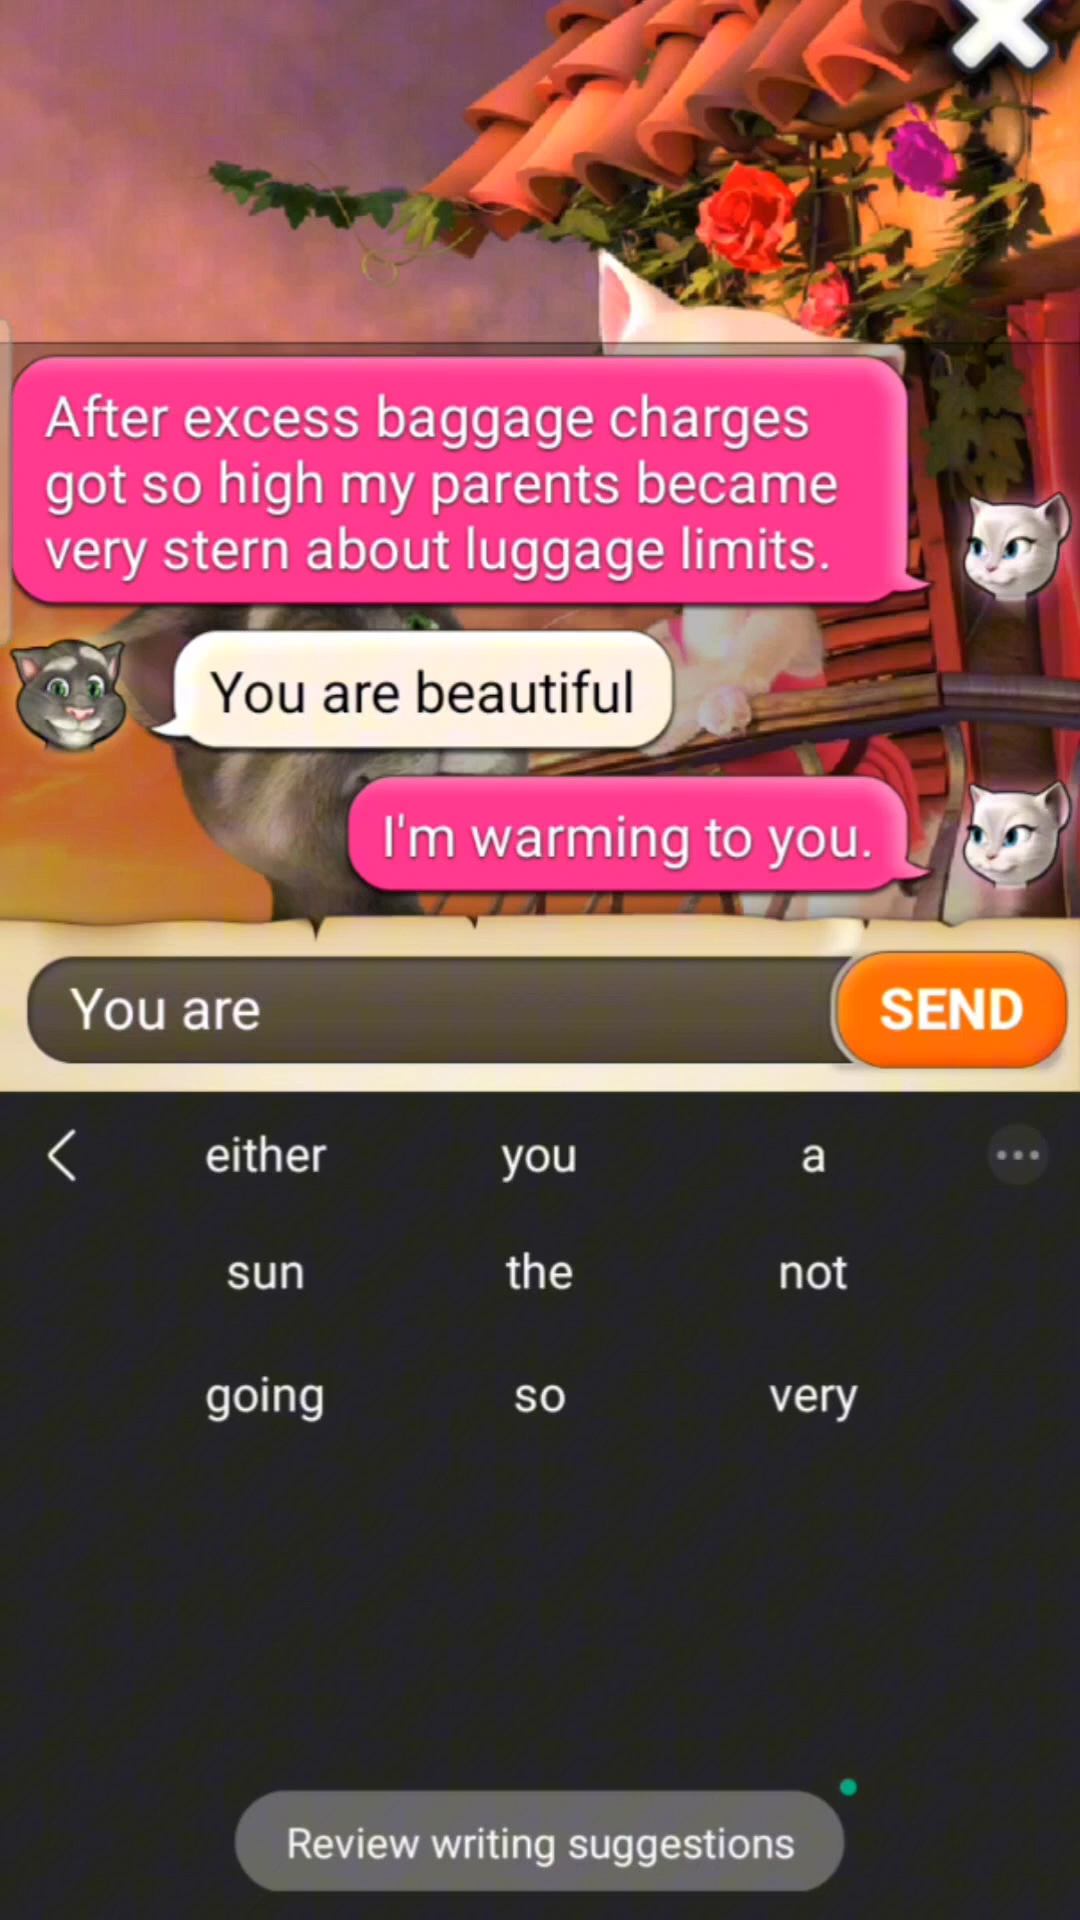 After excess baggage charges
got so high my parents became
very stern about luggage limits.
You are beautiful
I'm warming to you.
You are
SEND
either you a
sun the not
going so very
Review writing suggestions